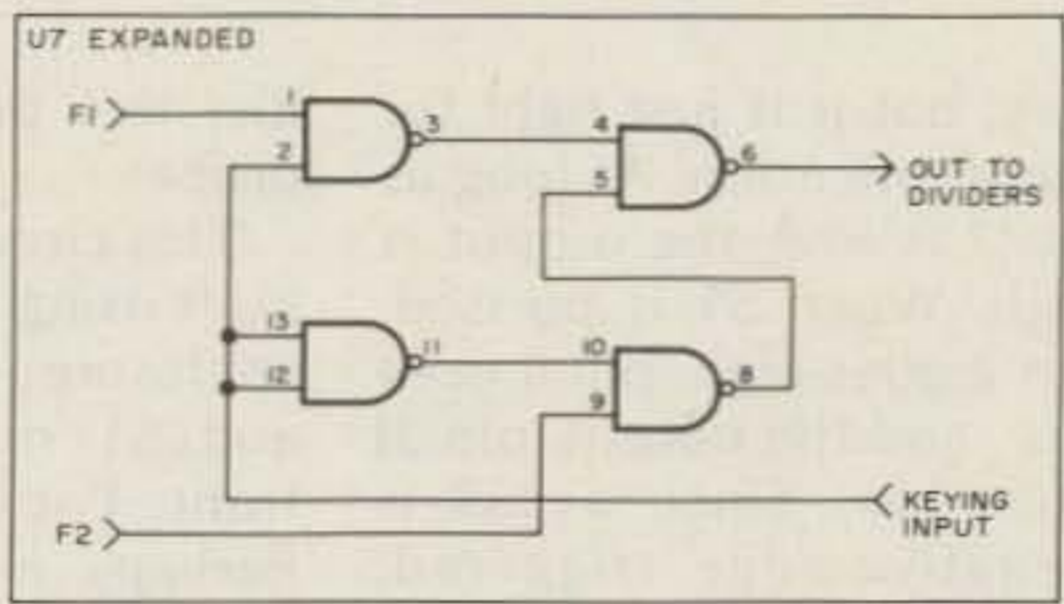 U7 EXPANDED
F1
1
2
3
4
5
6
OUT TO
DIVIDERS
13
12
11
10
9
8
KEYING
INPUT
F2